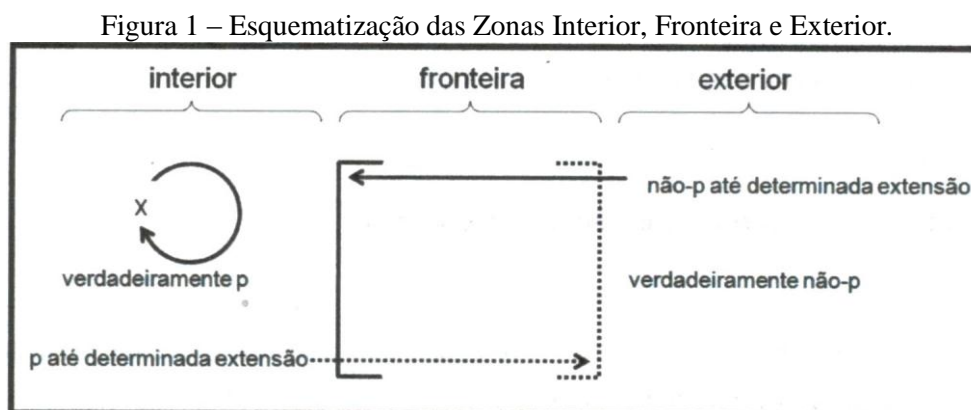 Figura 1 – Esquematização das Zonas Interior, Fronteira e Exterior.
interior fronteira exterior
não-p até determinada extensão
X
verdadeiramente p verdadeiramente não-p
p até determinada extensão